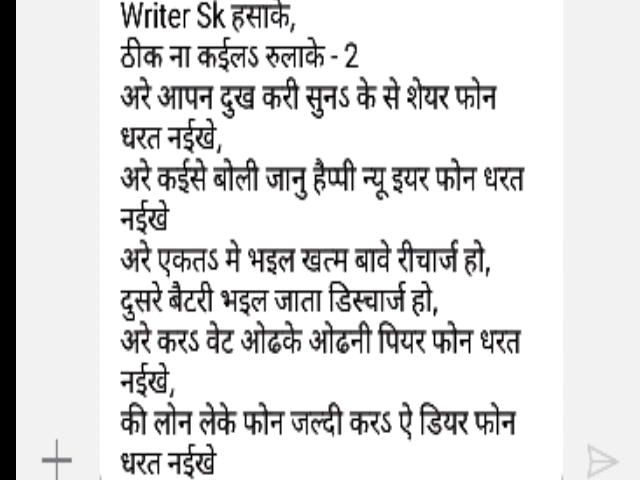 Writer Sk हसाके,
ठीक ना कईलऽ रुलाके - 2
अरे आपन दुख करी सुनऽ के से शेयर फोन
धरत नईखे,
अरे कईसे बोली जानु हैप्पी न्यू इयर फोन धरत
नईखे
अरे एकतऽ मे भइल खत्म बावे रीचार्ज हो,
दुसरे बैटरी भइल जाता डिस्चार्ज हो,
अरे करऽ वेट ओढके ओढनी पियर फोन धरत
नईखे,
की लोन लेके फोन जल्दी करऽ ऐ डियर फोन
धरत नईखे